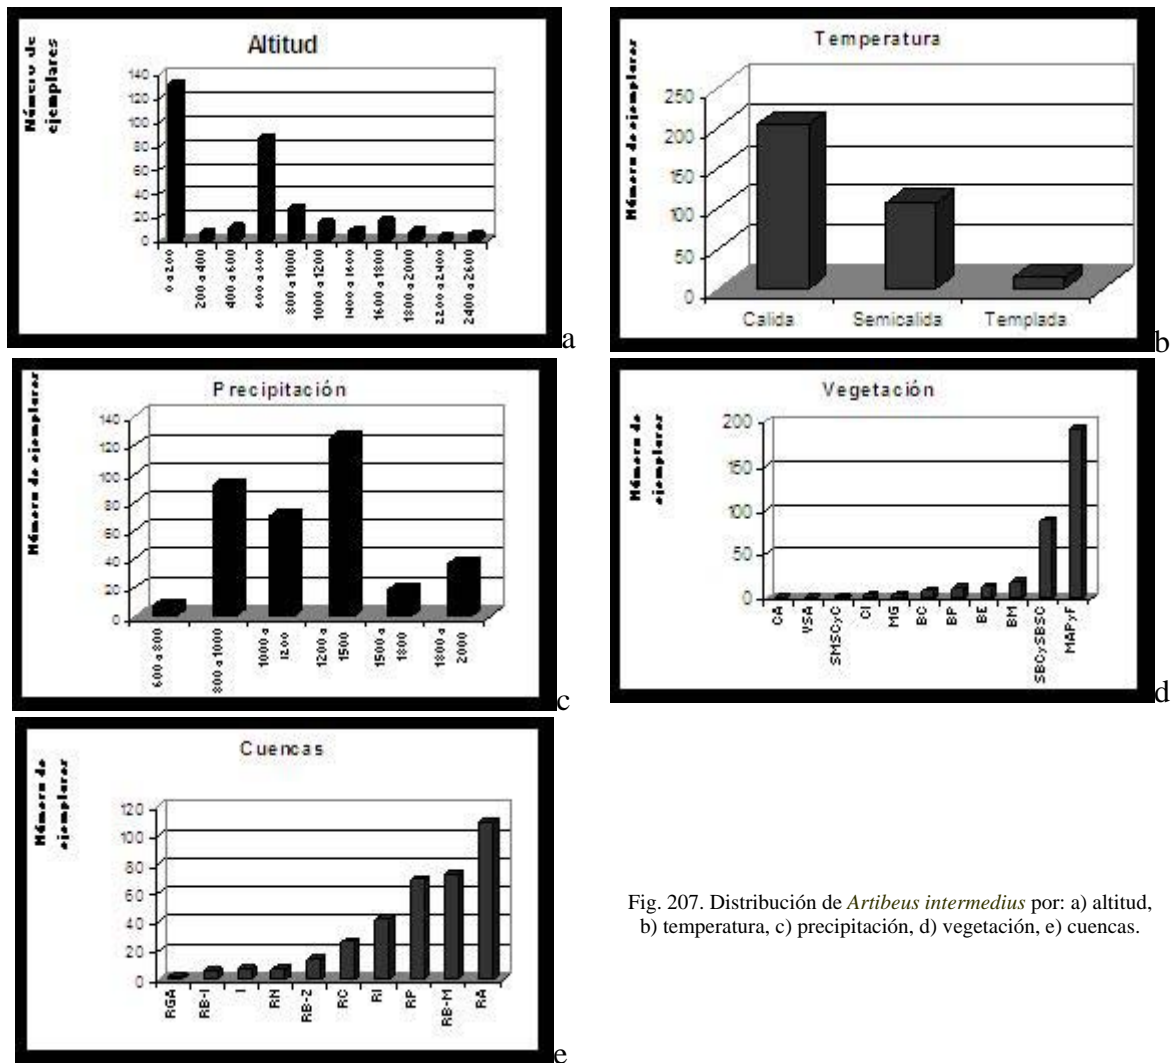 Altitud
Número de
ejemplares
140
120
100
80
60
40
20
0
0 a 200
200 a 400
400 a 600
600 a 800
800 a 1000
1000 a 1200
1400 a 1600
1600 a 1800
1800 a 2000
2200 a 2400
2400 a 2600
a
Temperatura
Número de ejemplares
250
200
150
100
50
0
Calida
Semicalida
Templada
b
Precipitación
Número de ejemplares
140
120
100
80
60
40
20
0
600 a 800
800 a 1000
1000 a
1200
1200 a
1500
1500 a
1800
1800 a
2000
c
Vegetación
Número de
ejemplares
200
150
100
50
0
CA
VSA
SMSCyC
CI
MG
BC
BP
BE
BM
SBCySBSC
MAPyF
d
Cuencas
Número de
ejemplares
120
100
80
60
40
20
0
RGA
RB-I
I
RN
RB-Z
RC
RI
RP
RB-M
RA
e
Fig. 207. Distribución de Artibeus intermedius por: a) altitud,
b) temperatura, c) precipitación, d) vegetación, e) cuencas.